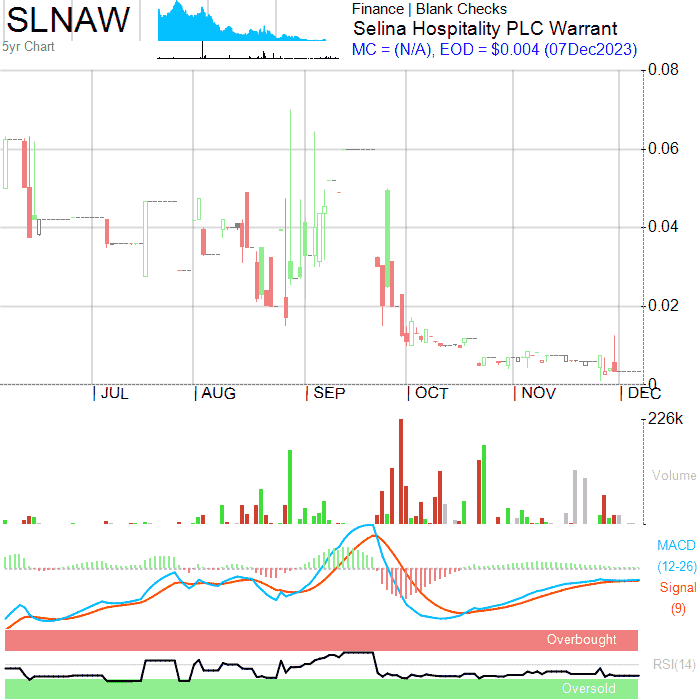 SLNAW
5yr Chart
Finance | Blank Checks
Selina Hospitality PLC Warrant
MC = (N/A), EOD = $0.004 (07Dec2023)
0.08
0.06
0.04
0.02
0
JUL AUG SEP OCT NOV DEC
226k
Volume
MACD
(12-26)
Signal
(9)
Overbought
RSI(14)
Oversold